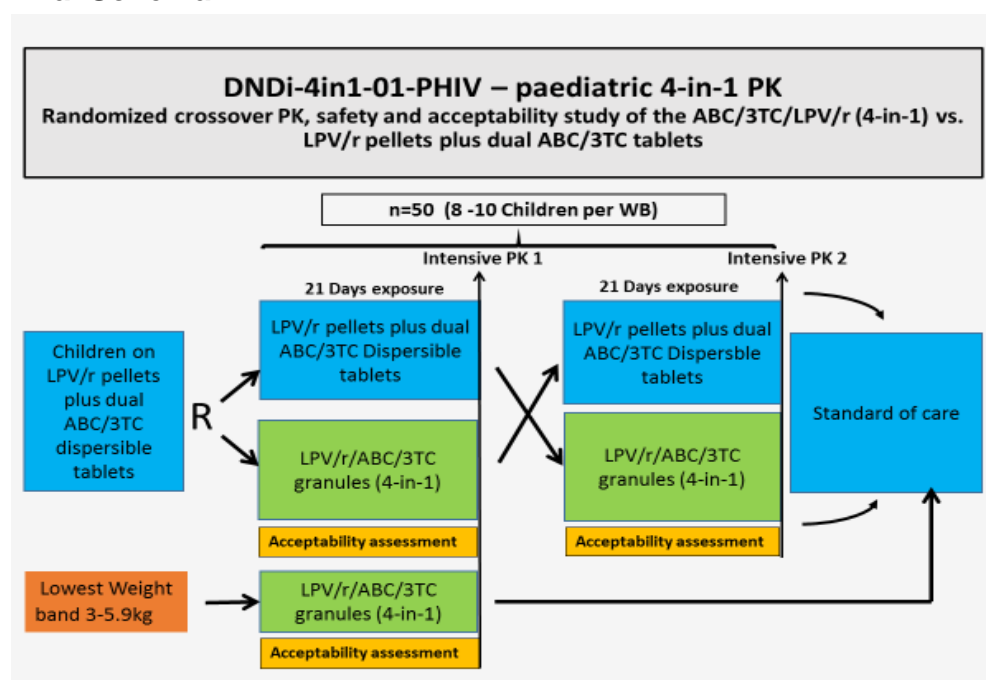 DNDi-4in1-01-PHIV – paediatric 4-in-1 PK
Randomized crossover PK, safety and acceptability study of the ABC/3TC/LPV/r (4-in-1) vs.
LPV/r pellets plus dual ABC/3TC tablets
n=50 (8 -10 Children per WB)
Intensive PK 1
Intensive PK 2
21 Days exposure
21 Days exposure
Children on
LPV/r pellets
plus dual
ABC/3TC
dispersible
tablets
R
LPV/r pellets plus dual
ABC/3TC Dispersible
tablets
LPV/r/ABC/3TC
granules (4-in-1)
Acceptability assessment
LPV/r pellets plus dual
ABC/3TC Dispersble
tablets
LPV/r/ABC/3TC
granules (4-in-1)
Acceptability assessment
Standard of care
Lowest Weight
band 3-5.9kg
LPV/r/ABC/3TC
granules (4-in-1)
Acceptability assessment